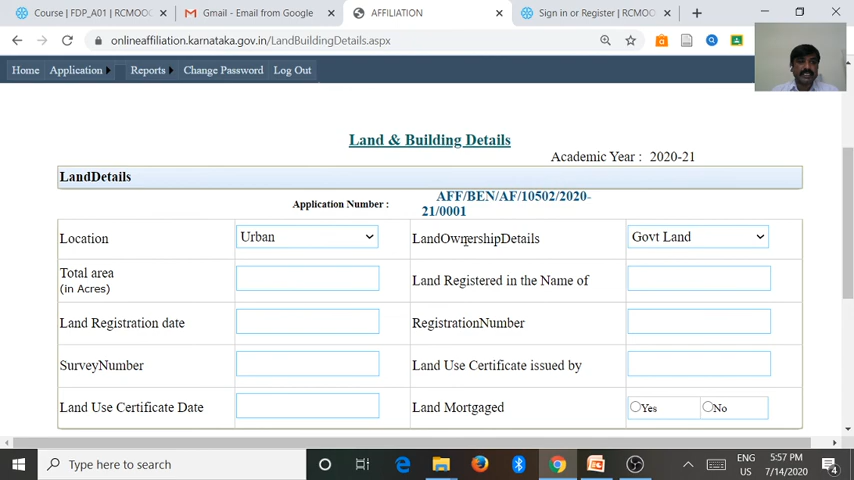 Course | FDP_A01 | RCMOO
Gmail - Email from Google
AFFILIATION
Sign in or Register | RCMOO
onlineaffiliation.karnataka.gov.in/LandBuildingDetails.aspx
Home Application Reports Change Password Log Out
Land & Building Details
Academic Year : 2020-21
LandDetails
Application Number : AFF/BEN/AF/10502/2020-
21/0001
Location Urban LandOwnershipDetails Govt Land
Total area
(in Acres)
Land Registered in the Name of
Land Registration date RegistrationNumber
SurveyNumber Land Use Certificate issued by
Land Use Certificate Date Land Mortgaged Yes No
Type here to search
ENG
US
5:57 PM
7/14/2020
4